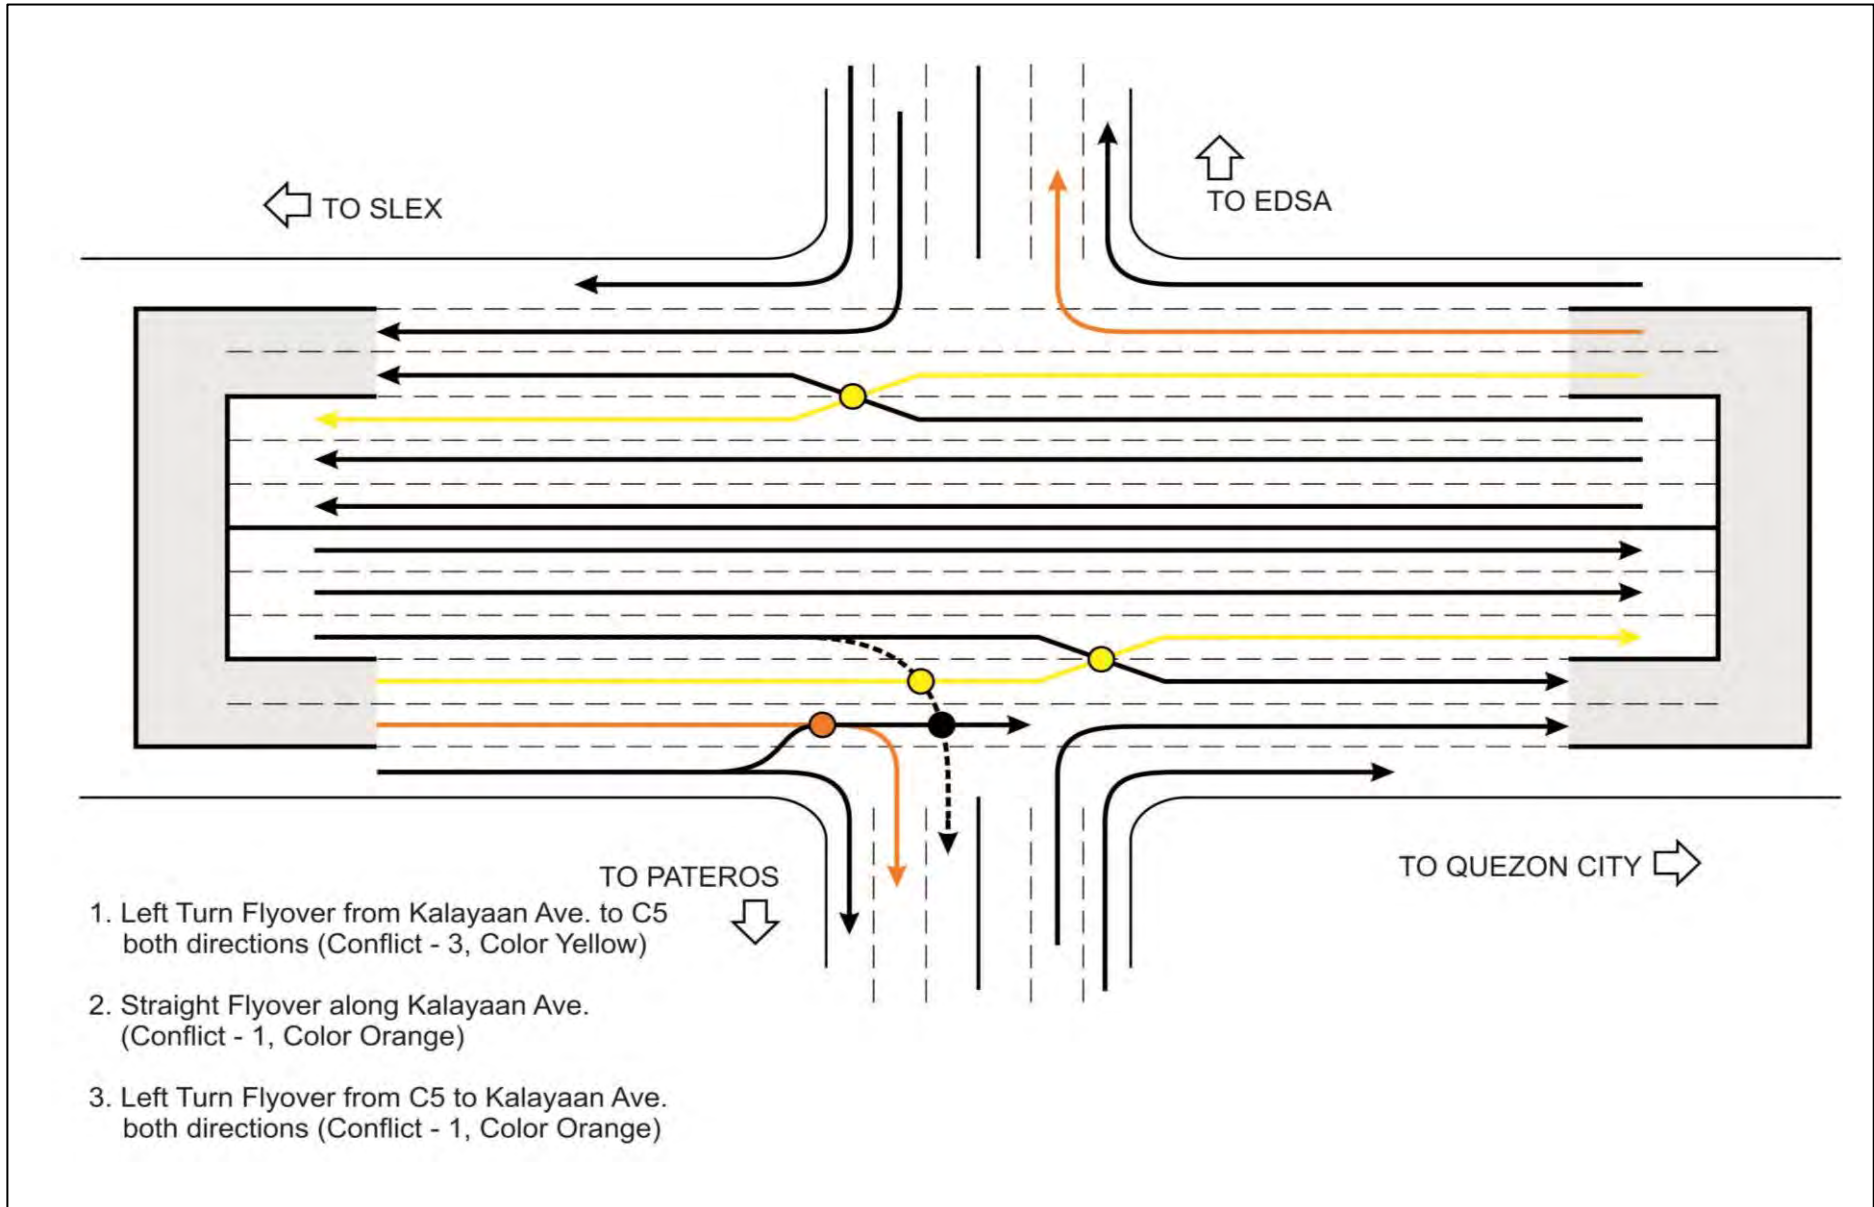 TO SLEX
TO EDSA
TO PATEROS
TO QUEZON CITY
1. Left Turn Flyover from Kalayaan Ave. to C5
both directions (Conflict - 3, Color Yellow)
2. Straight Flyover along Kalayaan Ave.
(Conflict - 1, Color Orange)
3. Left Turn Flyover from C5 to Kalayaan Ave.
both directions (Conflict - 1, Color Orange)